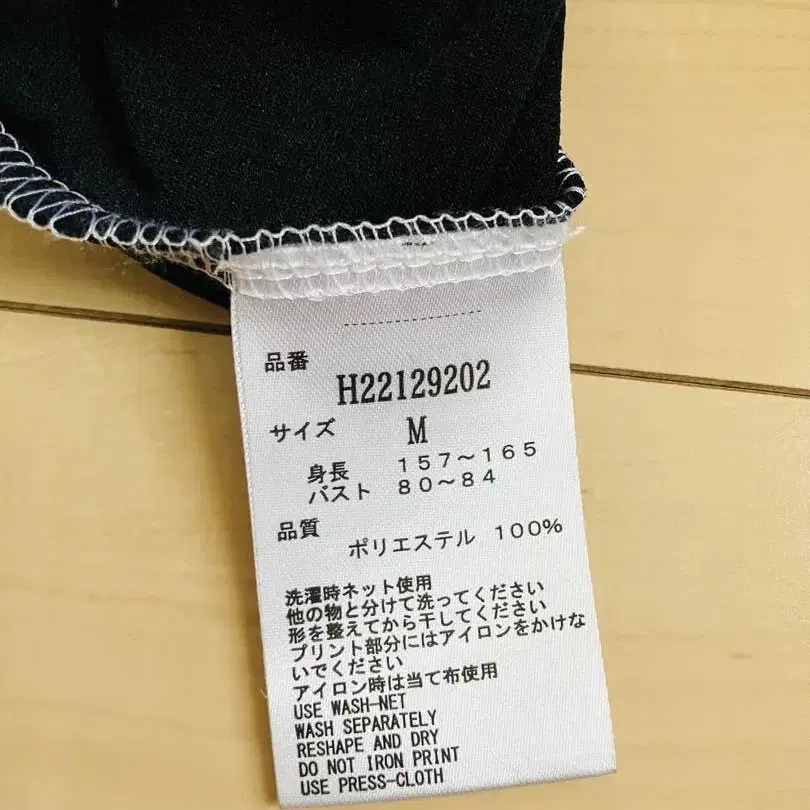 品番
H22129202
サイズ M
身長 157〜165
バスト 80〜84
品質
ポリエステル 100%
洗濯時ネット使用
他の物と分けて洗ってください
形を整えてから干してください
プリント部分にはアイロンをかけな
いでください
アイロン時は当て布使用
USE WASH-NET
WASH SEPARATELY
RESHAPE AND DRY
DO NOT IRON PRINT
USE PRESS-CLOTH